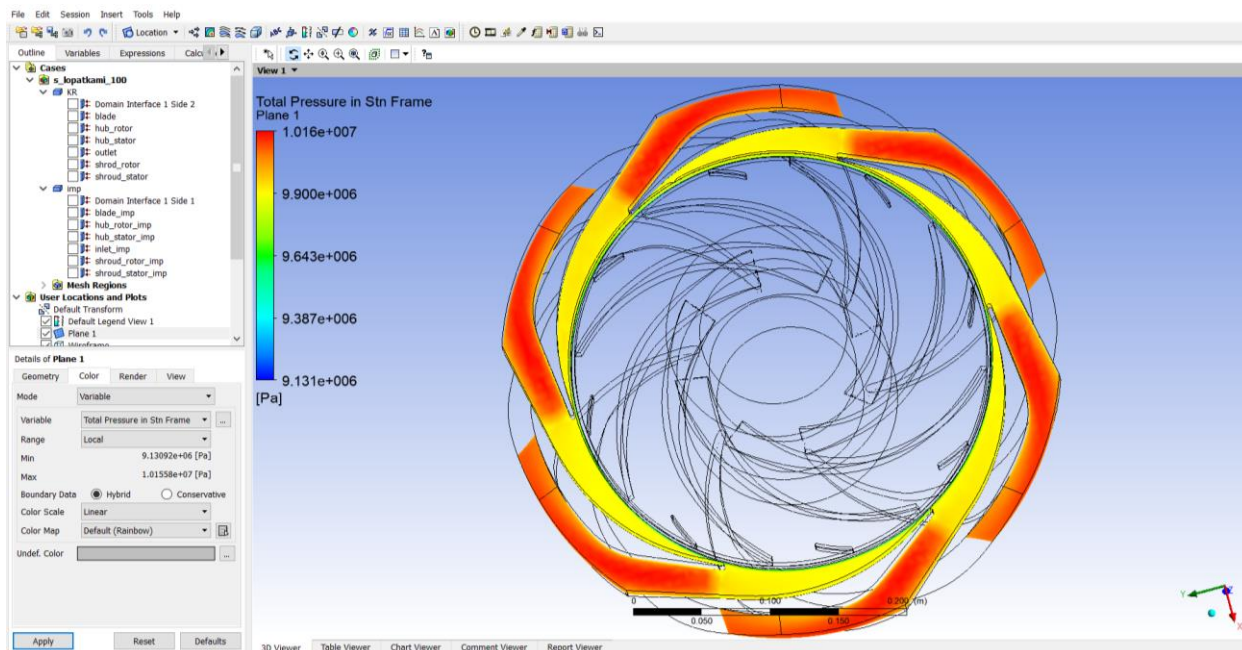 File Edit Session Insert Tools Help
Location
Outline Variables Expressions Calc
Cases
s_lopatkami_100
KR
Domain Interface 1 Side 2
blade
hub_rotor
hub_stator
outlet
shrod_rotor
shroud_stator
imp
Domain Interface 1 Side 1
blade_imp
hub_rotor_imp
hub_stator_imp
inlet_imp
shroud_rotor_imp
shroud_stator_imp
Mesh Regions
User Locations and Plots
Default Transform
Default Legend View 1
Plane 1
Wireframe
Details of Plane 1
Geometry Color Render View
Mode Variable
Variable Total Pressure in Stn Frame ...
Range Local
Min 9.13092e+06 [Pa]
Max 1.01558e+07 [Pa]
Boundary Data Hybrid Conservative
Color Scale Linear
Color Map Default (Rainbow)
Undef. Color ...
Apply Reset Defaults
View 1
Total Pressure in Stn Frame
Plane 1
1.016e+007
9.900e+006
9.643e+006
9.387e+006
9.131e+006
[Pa]
0 0.100 0.200 (m)
0.050 0.150
Y Z X
3D Viewer Table Viewer Chart Viewer Comment Viewer Report Viewer